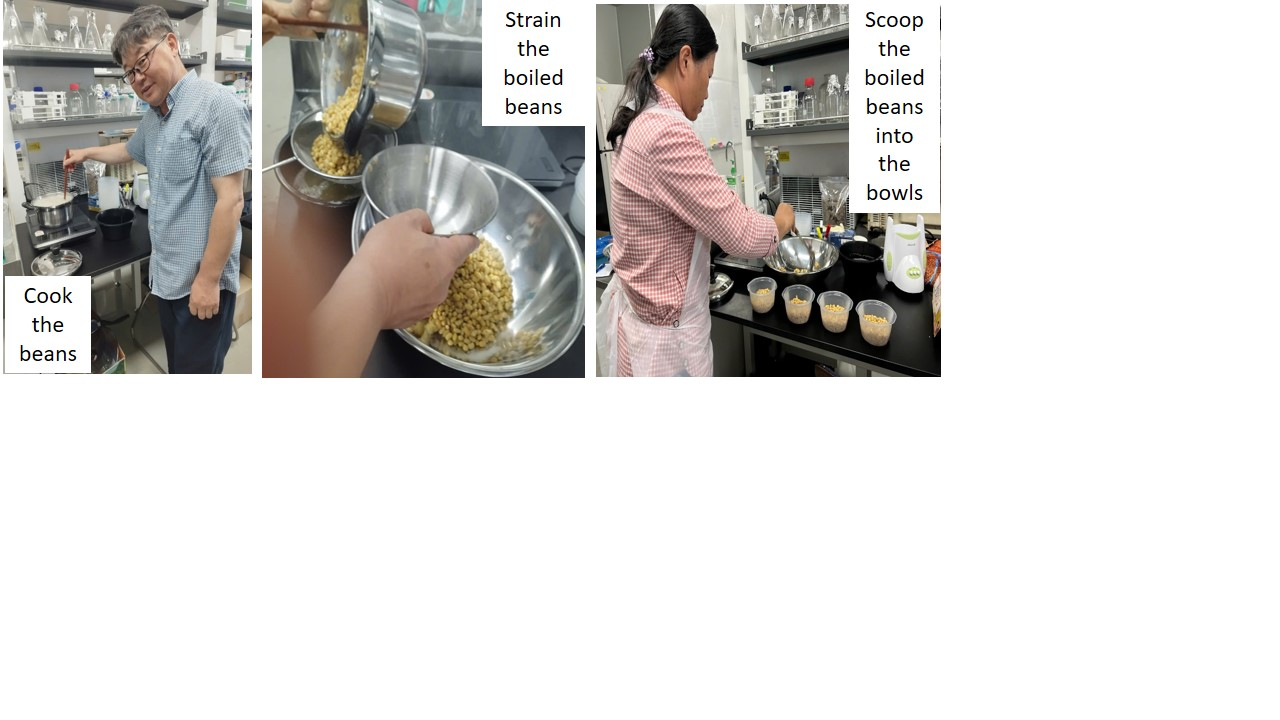 Cook
the
beans
Strain
the
boiled
beans
Scoop
the
boiled
beans
into
the
bowls